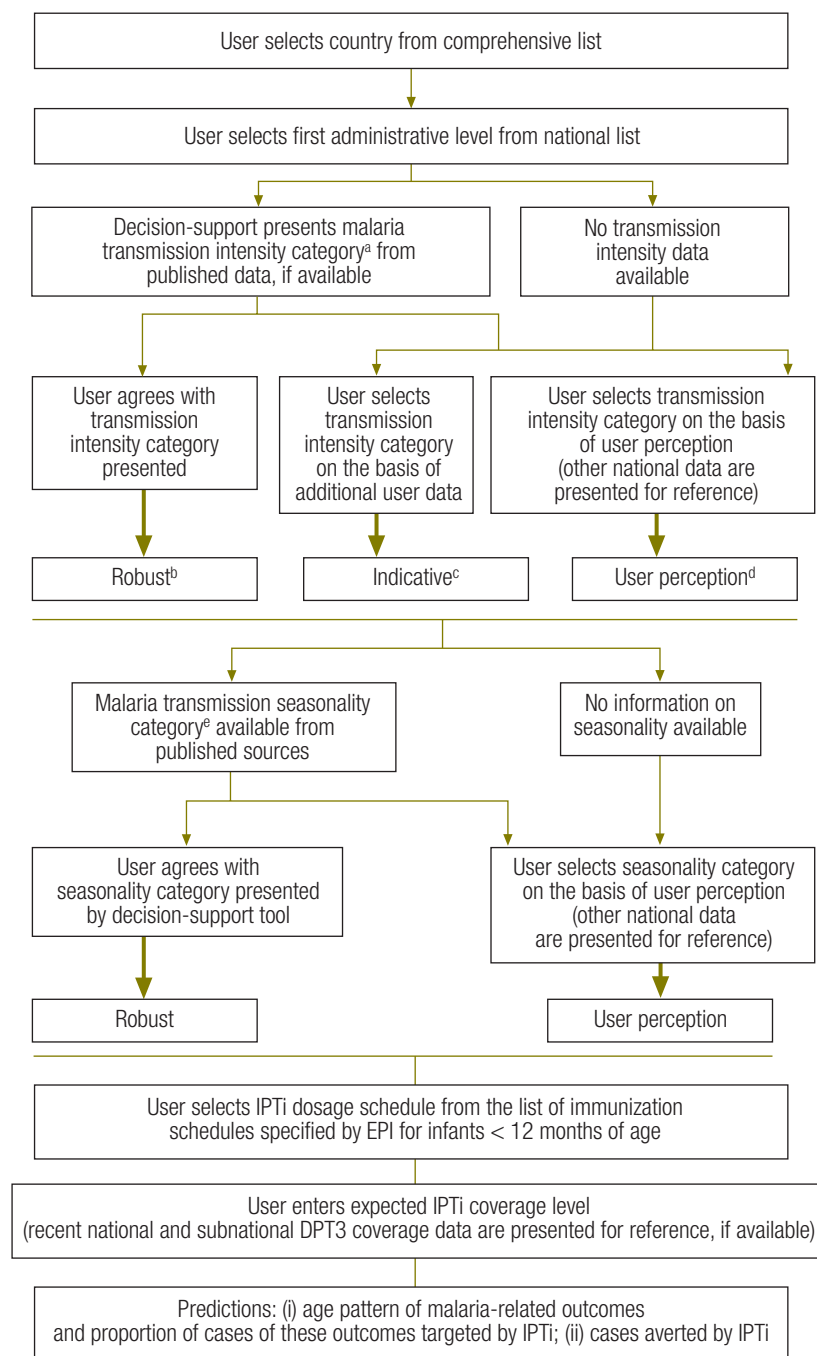 User selects country from comprehensive list
User selects first administrative level from national list
Decision-support presents malaria
transmission intensity categoryᵃ from
published data, if available
No transmission
intensity data
available
User agrees with
transmission
intensity category
presented
User selects
transmission
intensity category
on the basis of
additional user data
User selects transmission
intensity category on the basis
of user perception
(other national data are
presented for reference)
Robustᵇ
Indicativeᶜ
User perceptionᵈ
Malaria transmission seasonality
categoryᵉ available from
published sources
No information on
seasonality available
User agrees with
seasonality category presented
by decision-support tool
User selects seasonality category
on the basis of user perception
(other national data
are presented for reference)
Robust
User perception
User selects IPTi dosage schedule from the list of immunization
schedules specified by EPI for infants < 12 months of age
User enters expected IPTi coverage level
(recent national and subnational DPT3 coverage data are presented for reference, if available)
Predictions: (i) age pattern of malaria-related outcomes
and proportion of cases of these outcomes targeted by IPTi; (ii) cases averted by IPTi